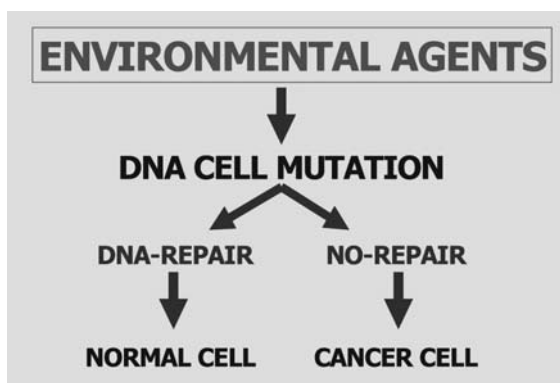 ENVIRONMENTAL AGENTS
DNA CELL MUTATION
DNA-REPAIR NO-REPAIR
NORMAL CELL CANCER CELL